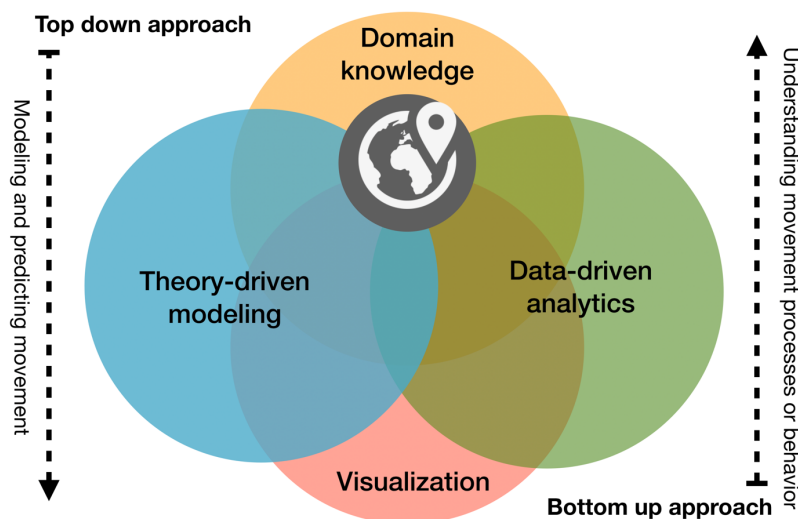 Top down approach
Domain
knowledge
Modeling and predicting movement
Understanding movement processes or behavior
Theory-driven
modeling
Data-driven
analytics
Visualization
Bottom up approach